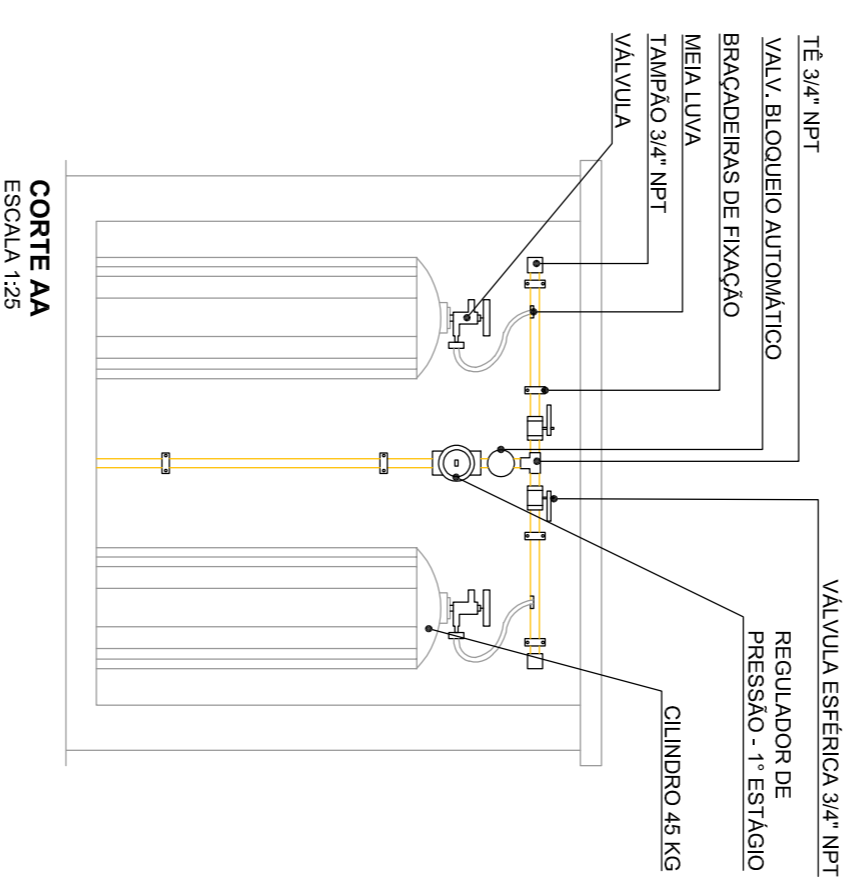 TÊ 3/4" NPT
VALV. BLOQUEIO AUTOMÁTICO
BRAÇADEIRAS DE FIXAÇÃO
MEIA LUVA
TAMPÃO 3/4" NPT
VÁLVULA
VÁLVULA ESFÉRICA 3/4" NPT
REGULADOR DE
PRESSÃO - 1° ESTÁGIO
CILINDRO 45 KG
CORTE AA
ESCALA 1:25